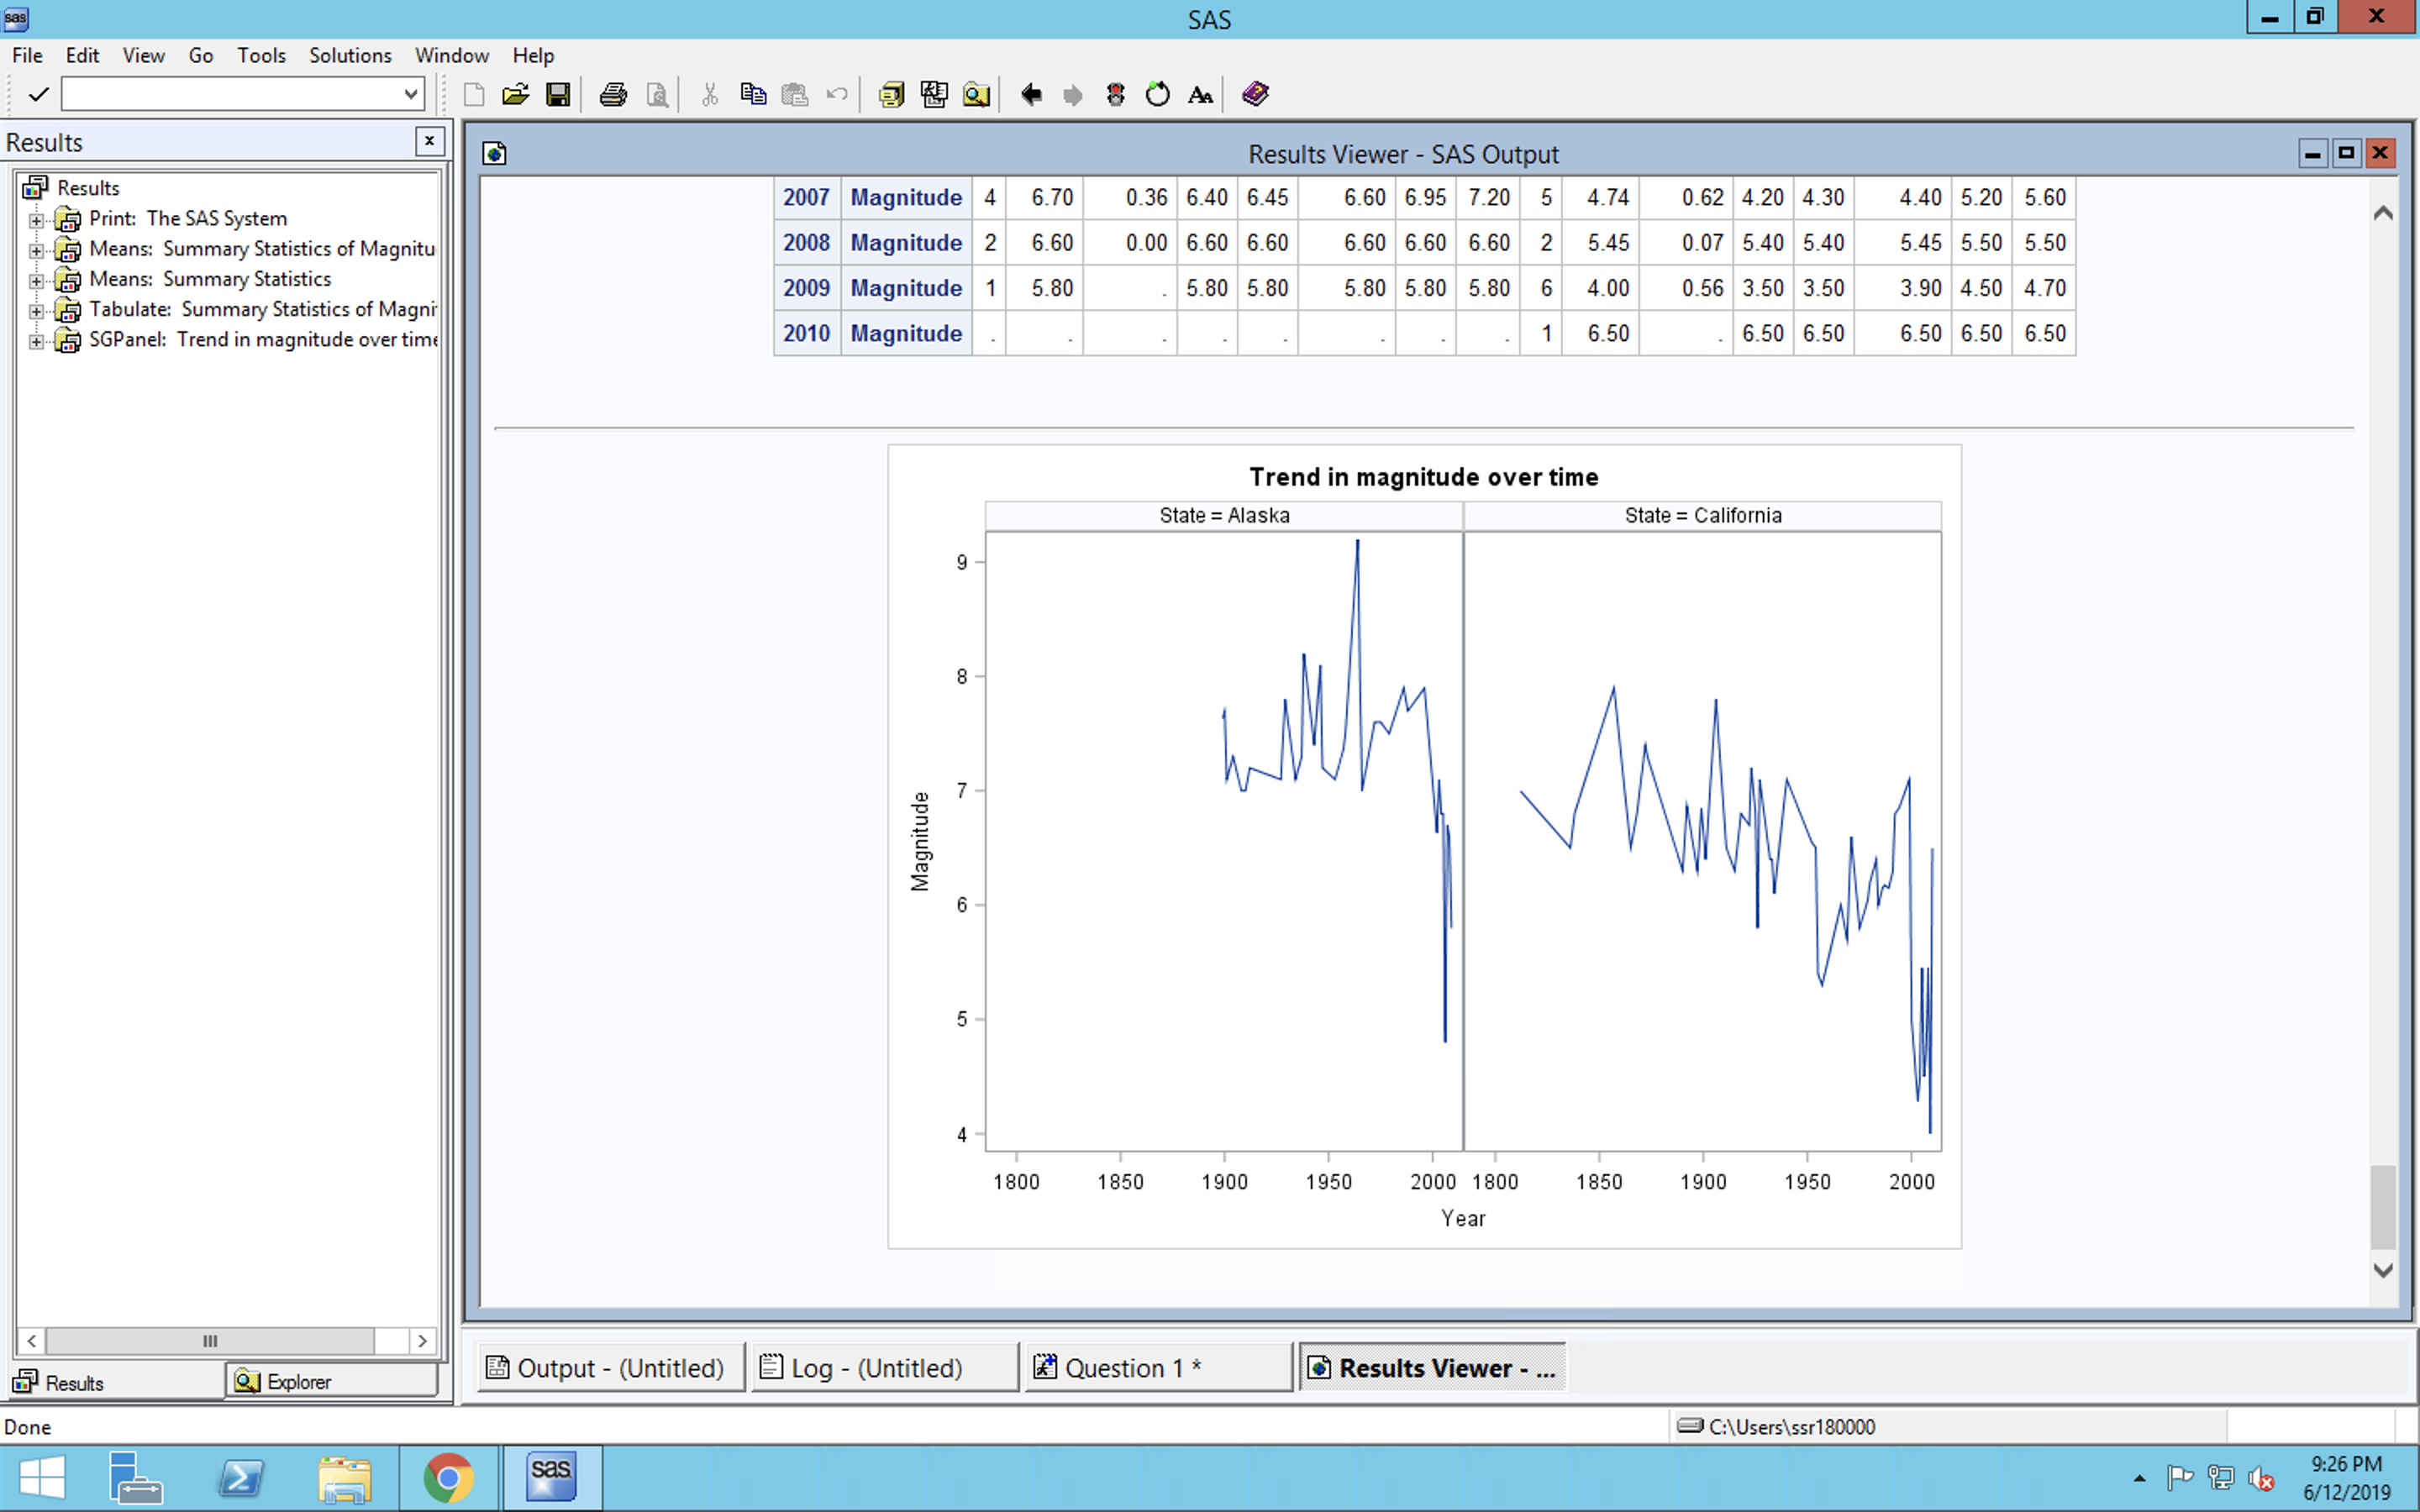 sas
SAS
File Edit View Go Tools Solutions Window Help
Results
Results Viewer - SAS Output
Results
Print: The SAS System
Means: Summary Statistics of Magnitu
Means: Summary Statistics
Tabulate: Summary Statistics of Magni
SGPanel: Trend in magnitude over time
2007 Magnitude 4 6.70 0.36 6.40 6.45 6.60 6.95 7.20 5 4.74 0.62 4.20 4.30 4.40 5.20 5.60
2008 Magnitude 2 6.60 0.00 6.60 6.60 6.60 6.60 6.60 2 5.45 0.07 5.40 5.40 5.45 5.50 5.50
2009 Magnitude 1 5.80 . 5.80 5.80 5.80 5.80 5.80 6 4.00 0.56 3.50 3.50 3.90 4.50 4.70
2010 Magnitude . . . . . . . . 1 6.50 . 6.50 6.50 6.50 6.50 6.50
Trend in magnitude over time
State = Alaska State = California
9
8
7
6
5
4
Magnitude
1800 1850 1900 1950 2000 1800 1850 1900 1950 2000
Year
Results Explorer
Output - (Untitled) Log - (Untitled) Question 1 * Results Viewer - ...
Done C:\Users\ssr180000
sas
9:26 PM
6/12/2019